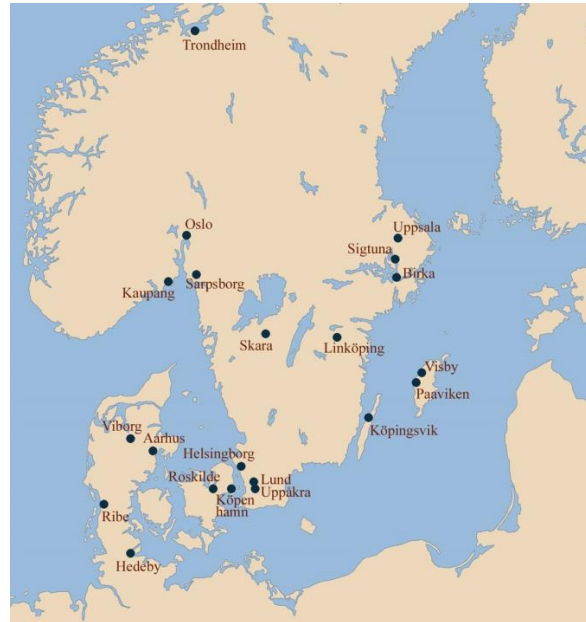 Trondheim
Oslo
Uppsala
Sigtuna
Birka
Sarpsborg
Kaupang
Skara
Linköping
Visby
Paaviken
Köpingsvik
Viborg
Aarhus
Helsingborg
Roskilde
Lund
Uppåkra
Köpen
hamn
Ribe
Hedeby